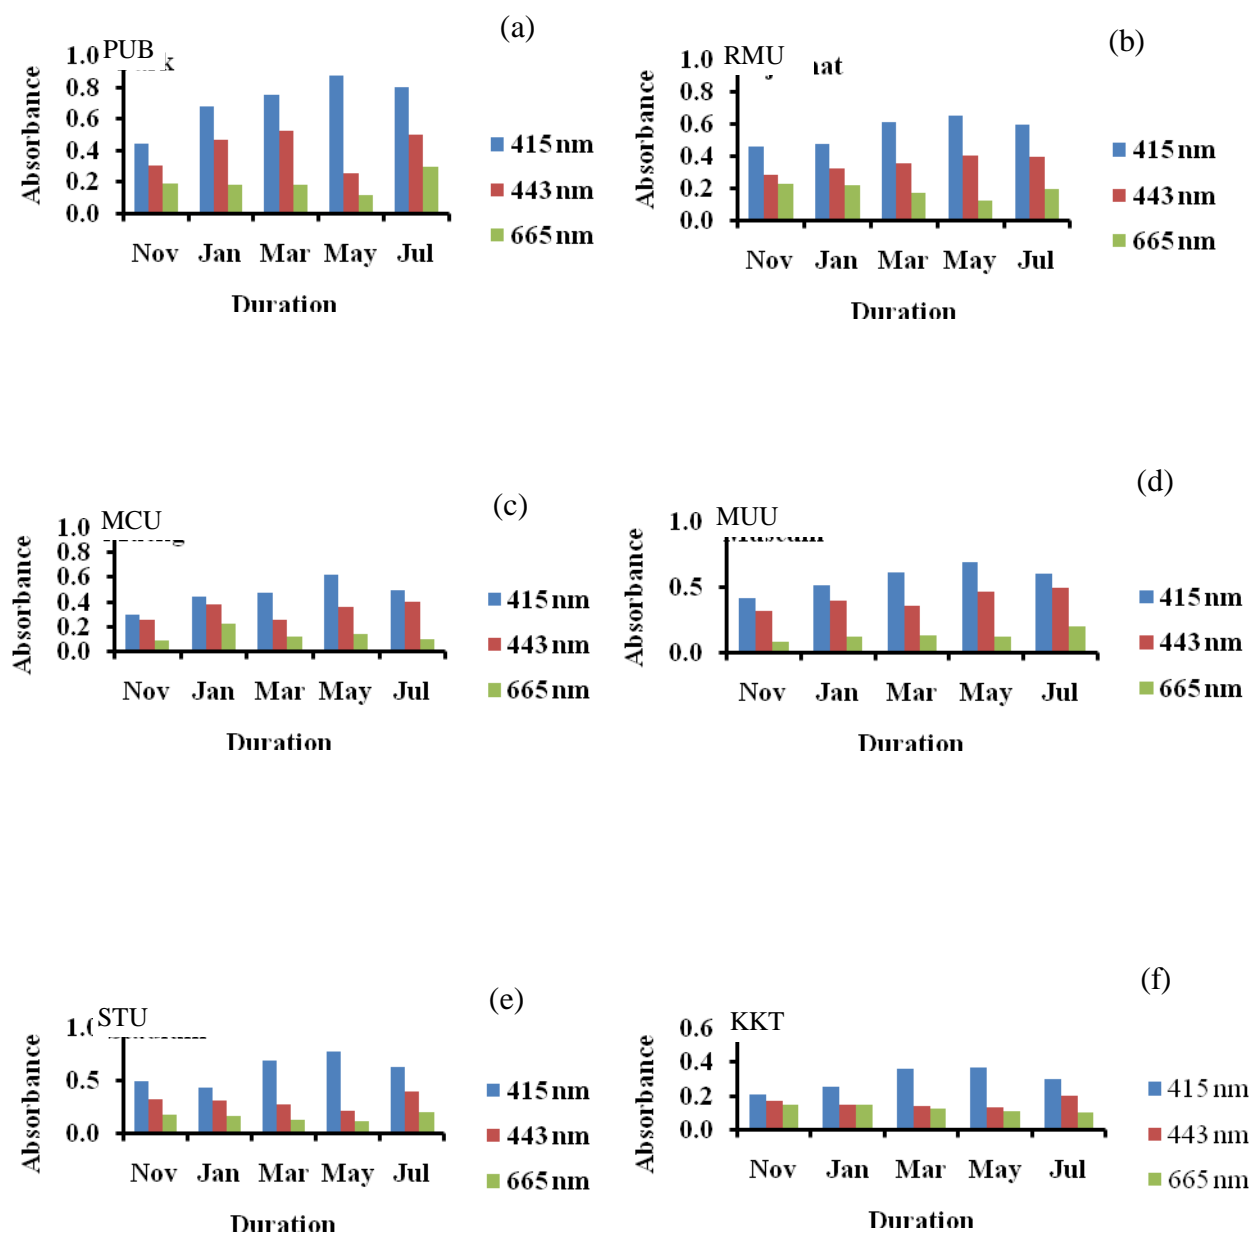 (a)
PUB
Absorbance
1.0
0.8
0.6
0.4
0.2
0.0
Nov Jan Mar May Jul
Duration
415 nm
443 nm
665 nm
(b)
RMU
Absorbance
1.0
0.8
0.6
0.4
0.2
0.0
Nov Jan Mar May Jul
Duration
415 nm
443 nm
665 nm
(c)
MCU
Absorbance
1.0
0.8
0.6
0.4
0.2
0.0
Nov Jan Mar May Jul
Duration
415 nm
443 nm
665 nm
(d)
MUU
Absorbance
1.0
0.5
0.0
Nov Jan Mar May Jul
Duration
415 nm
443 nm
665 nm
(e)
STU
Absorbance
1.0
0.5
0.0
Nov Jan Mar May Jul
Duration
415 nm
443 nm
665 nm
(f)
KKT
Absorbance
0.6
0.4
0.2
0.0
Nov Jan Mar May Jul
Duration
415 nm
443 nm
665 nm